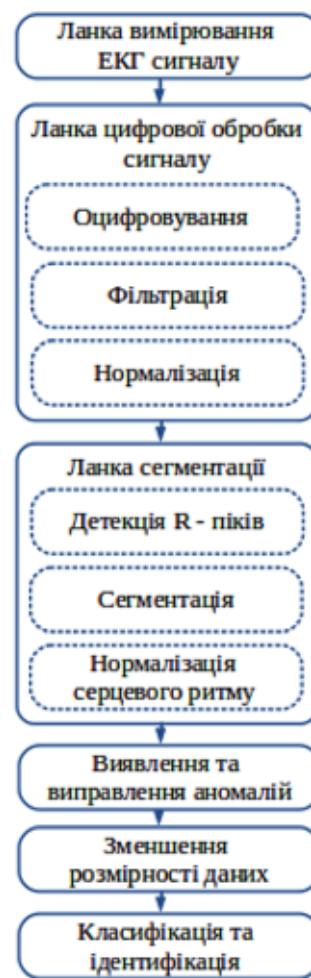 Ланка вимірювання
ЕКГ сигналу
Ланка цифрової обробки
сигналу
Оцифровування
Фільтрація
Нормалізація
Ланка сегментації
Детекція R - піків
Сегментація
Нормалізація
серцевого ритму
Виявлення та
виправлення аномалій
Зменшення
розмірності даних
Класифікація та
ідентифікація